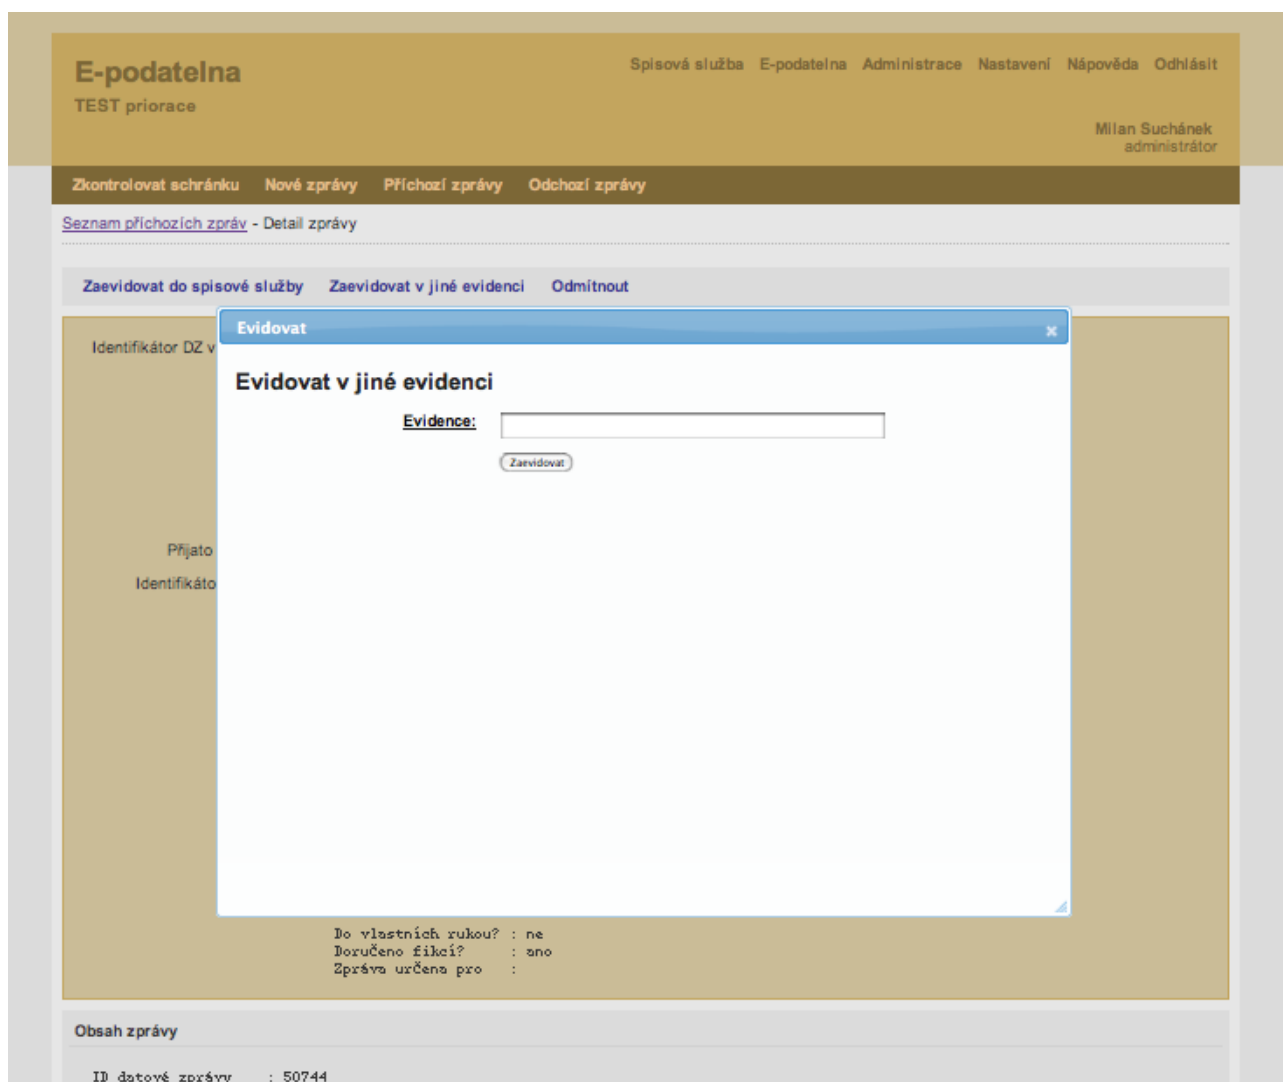 E-podatelna
Spisová služba E-podatelna Administrace Nastavení Nápověda Odhlásit
TEST priorace
Milan Suchánek
administrátor
Zkontrolovat schránku Nové zprávy Příchozí zprávy Odchozí zprávy
Seznam příchozích zpráv - Detail zprávy
Zaevidovat do spisové služby Zaevidovat v jiné evidenci Odmítnout
Evidovat
Identifikátor DZ v
Evidovat v jiné evidenci
Evidence:
Zaevidovat
Přijato
Identifikáto
Do vlastních rukou? : ne
Doručeno fikcí? : ano
Zpráva určena pro :
Obsah zprávy
ID datové zprávy : 50744